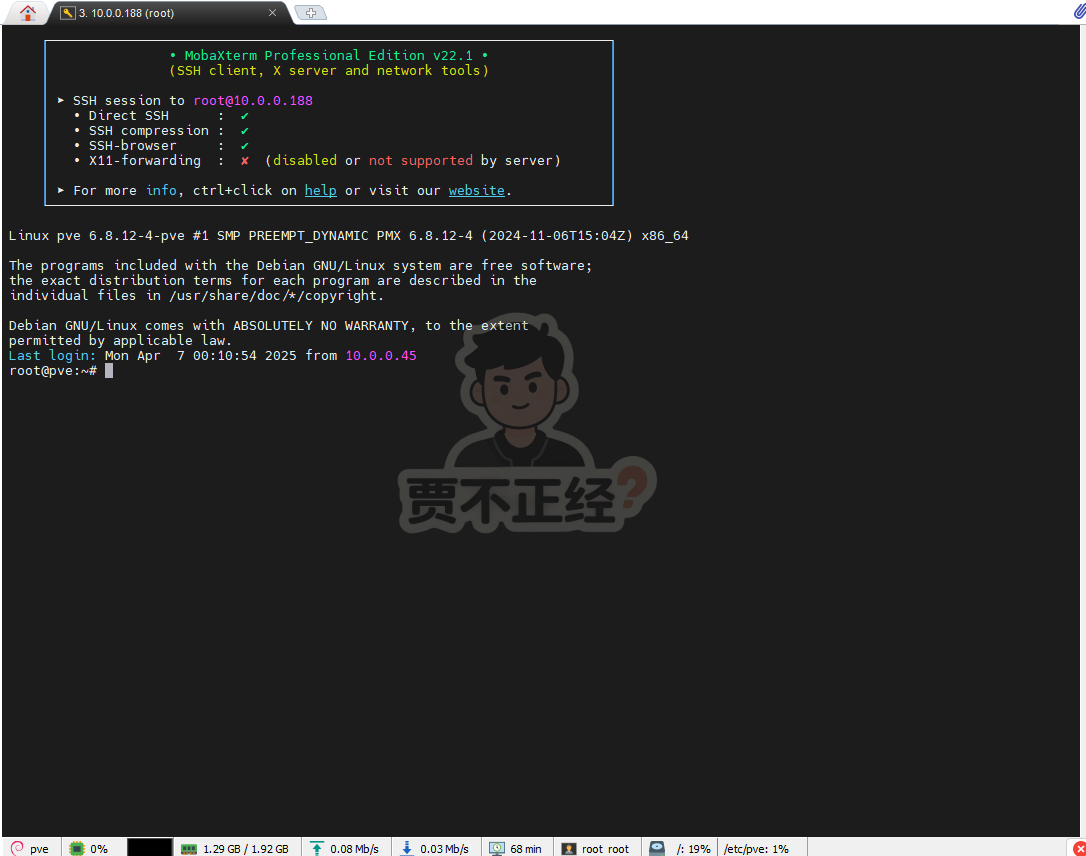 3. 10.0.0.188 (root)
• MobaXterm Professional Edition v22.1 •
(SSH client, X server and network tools)
➤ SSH session to root@10.0.0.188
• Direct SSH : ✔
• SSH compression : ✔
• SSH-browser : ✔
• X11-forwarding : ✘ (disabled or not supported by server)
➤ For more info, ctrl+click on help or visit our website.
Linux pve 6.8.12-4-pve #1 SMP PREEMPT_DYNAMIC PMX 6.8.12-4 (2024-11-06T15:04Z) x86_64
The programs included with the Debian GNU/Linux system are free software;
the exact distribution terms for each program are described in the
individual files in /usr/share/doc/*/copyright.
Debian GNU/Linux comes with ABSOLUTELY NO WARRANTY, to the extent
permitted by applicable law.
Last login: Mon Apr  7 00:10:54 2025 from 10.0.0.45
root@pve:~#
贾不正经?
pve 0% 1.29 GB / 1.92 GB 0.08 Mb/s 0.03 Mb/s 68 min root root /: 19% /etc/pve: 1%